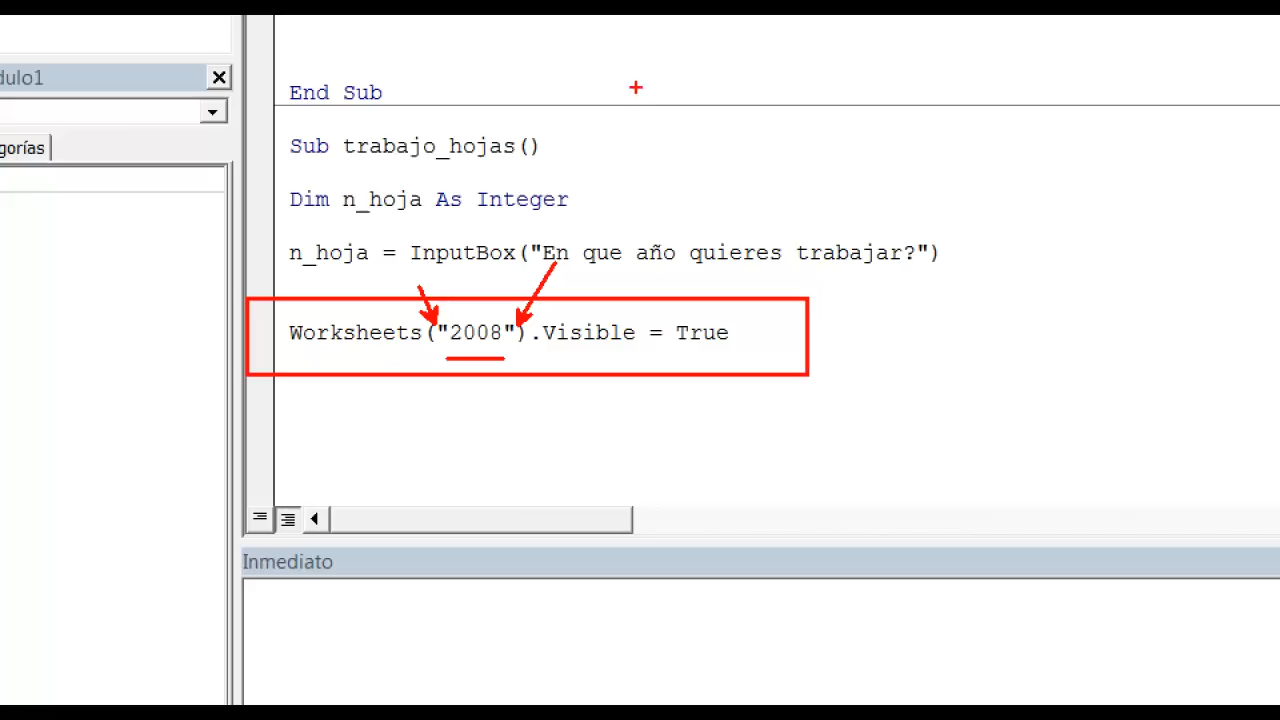 End Sub
dulo1
Sub trabajo_hojas()
gorías
Dim n_hoja As Integer
n_hoja = InputBox("En que año quieres trabajar?")
Worksheets("2008").Visible = True
Inmediato